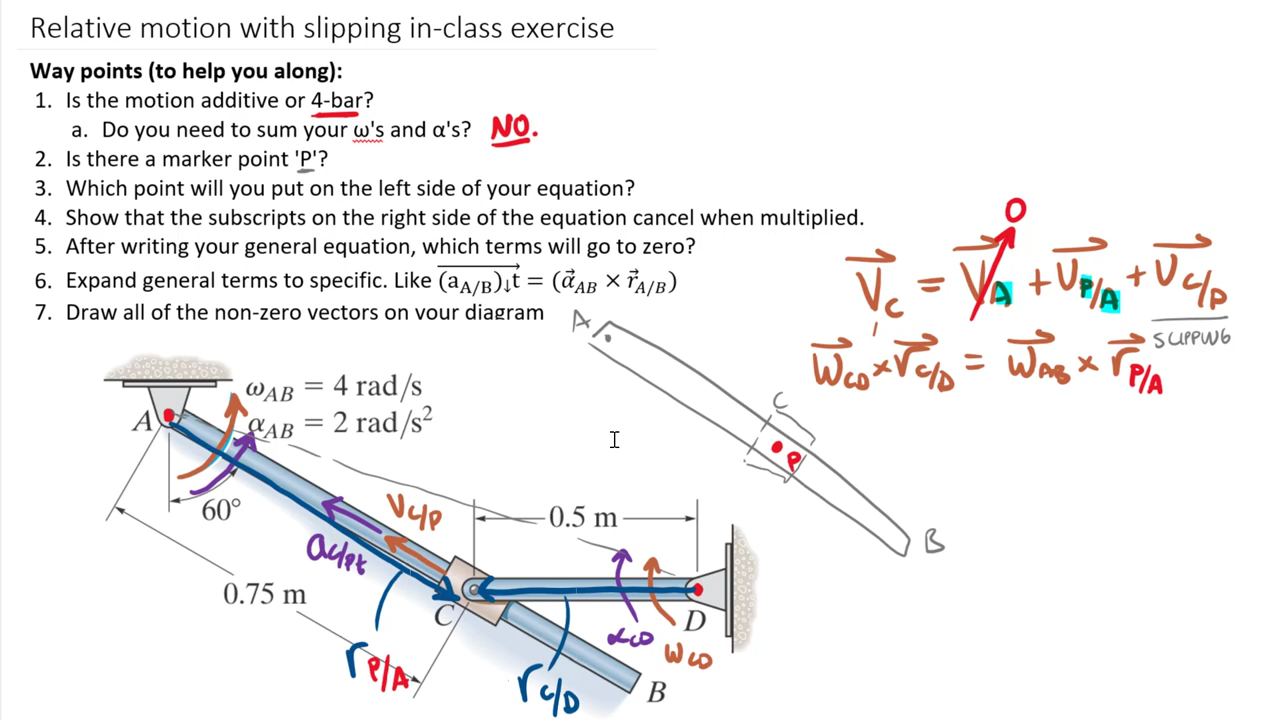 Relative motion with slipping in-class exercise
Way points (to help you along):
1. Is the motion additive or 4-bar?
a. Do you need to sum your ω's and α's? NO.
2. Is there a marker point 'P'?
3. Which point will you put on the left side of your equation?
4. Show that the subscripts on the right side of the equation cancel when multiplied.
5. After writing your general equation, which terms will go to zero?
6. Expand general terms to specific. Like (a_A/B)↓t = (α⃗_AB × r⃗_A/B)
7. Draw all of the non-zero vectors on your diagram
O
V_C = V_A + V_P/A + V_C/P
SLIPPING
W_CD × r_C/D = W_AB × r_P/A
A
C
P
B
ω_AB = 4 rad/s
α_AB = 2 rad/s²
A
60°
V_C/P
0.5 m
a_C/Pt
0.75 m
C
D
α_CD
W_CD
r_P/A
r_C/D
B